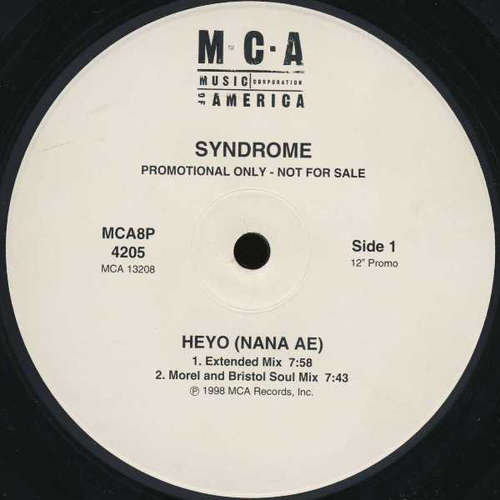 M·C·A
MUSIC CORPORATION
OF AMERICA
SYNDROME
PROMOTIONAL ONLY - NOT FOR SALE
MCA8P
4205
MCA 13208
Side 1
12" Promo
HEYO (NANA AE)
1. Extended Mix 7:58
2. Morel and Bristol Soul Mix 7:43
℗ 1998 MCA Records, Inc.